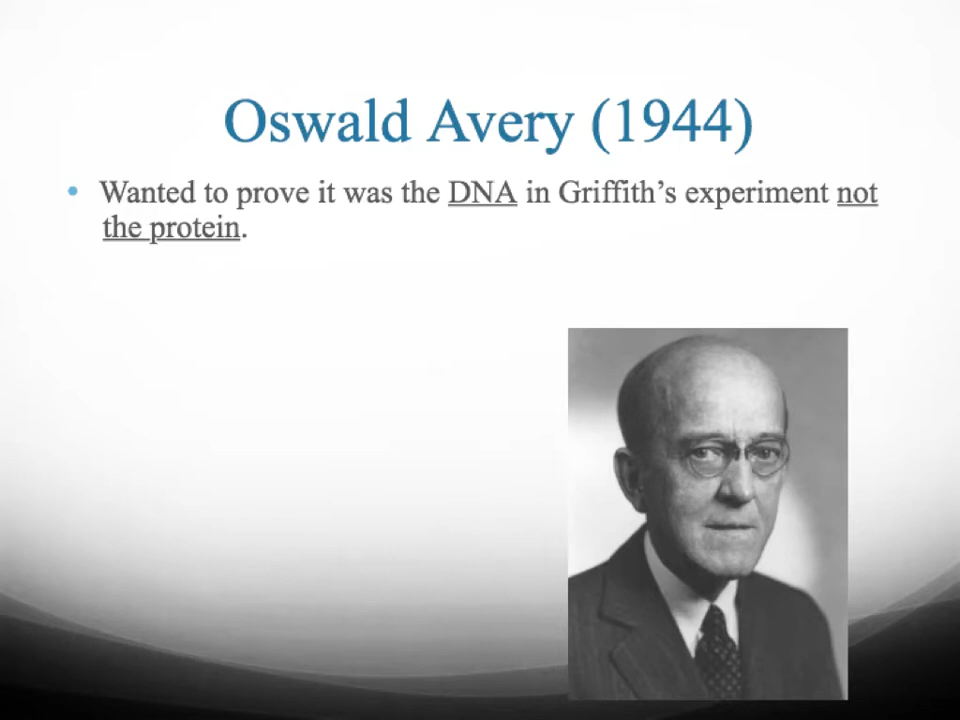 Oswald Avery (1944)
• Wanted to prove it was the DNA in Griffith’s experiment not
the protein.